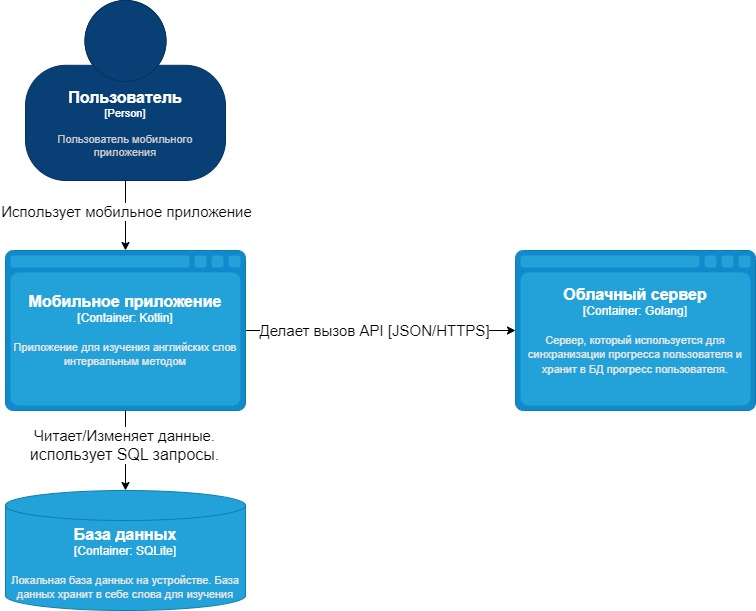 Пользователь
[Person]
Пользователь мобильного
приложения
Использует мобильное приложение
Мобильное приложение
[Container: Kotlin]
Приложение для изучения английских слов
интервальным методом
Делает вызов API [JSON/HTTPS]
Облачный сервер
[Container: Golang]
Сервер, который используется для
синхронизации прогресса пользователя и
хранит в БД прогресс пользователя.
Читает/Изменяет данные.
использует SQL запросы.
База данных
[Container: SQLite]
Локальная база данных на устройстве. База
данных хранит в себе слова для изучения